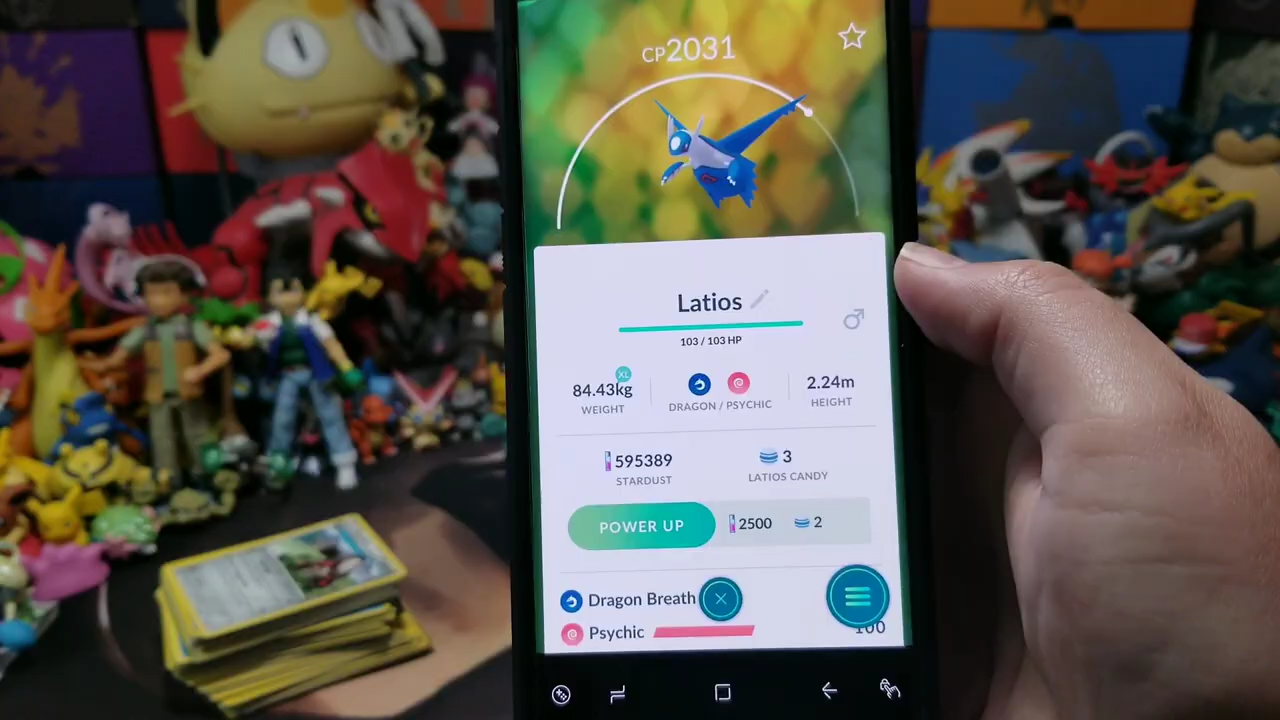 CP2031
Latios
103 / 103 HP
XL
84.43kg
WEIGHT
DRAGON / PSYCHIC
2.24m
HEIGHT
595389
STARDUST
3
LATIOS CANDY
POWER UP
2500
2
Dragon Breath
Psychic
100